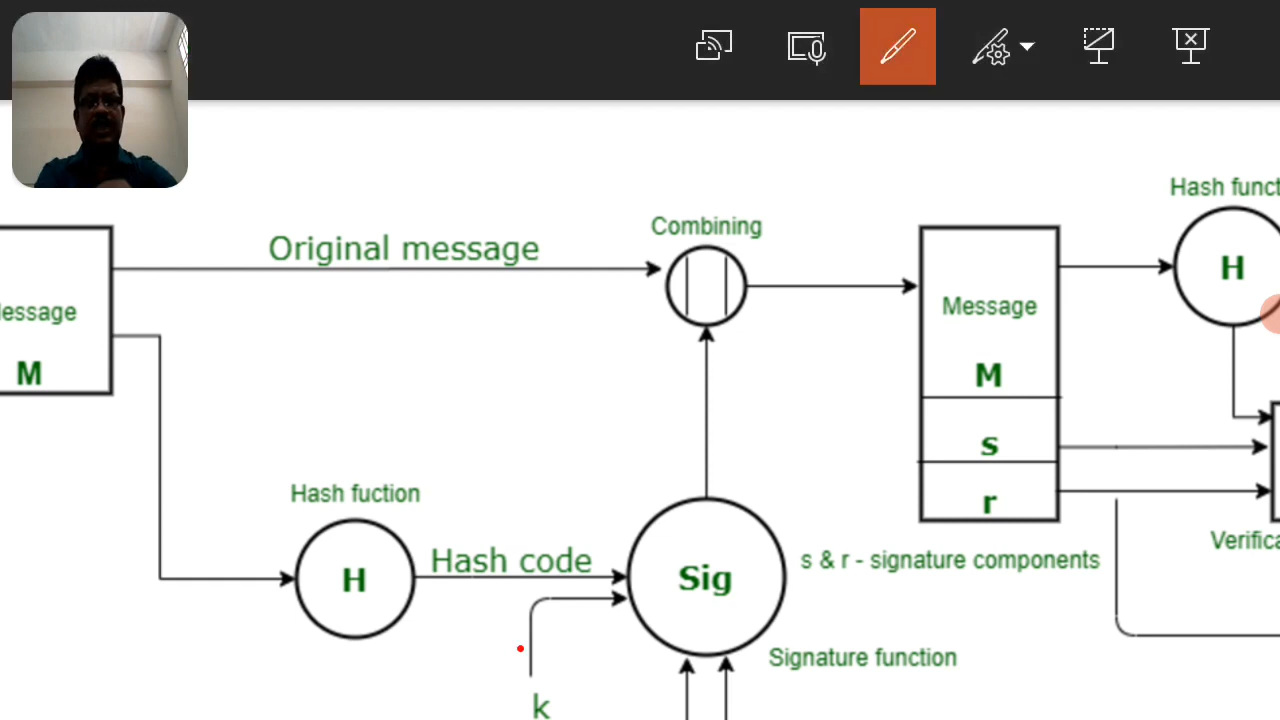 Hash funct
Combining
Original message
H
essage
Message
M
M
s
Hash fuction
r
Verifica
Hash code
s & r - signature components
H
Sig
Signature function
k